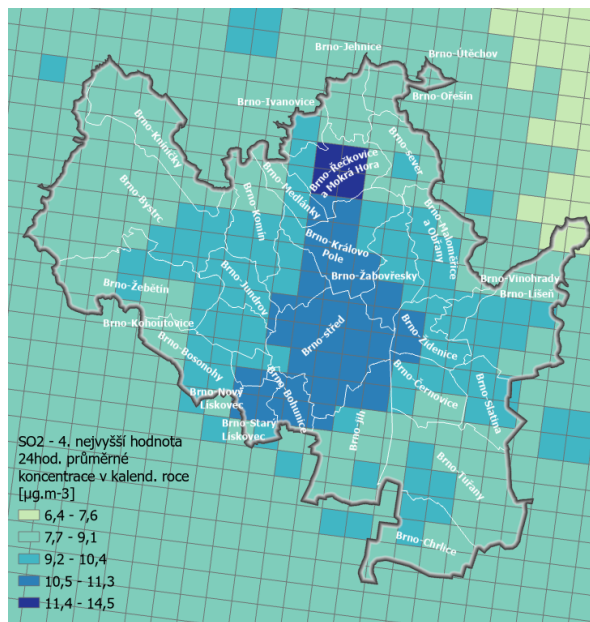 Brno-Jehnice
Brno-Útěchov
Brno-Ořešín
Brno-Ivanovice
Brno-Kníničky
Brno-sever
Brno-Řečkovice
a Mokrá Hora
Brno-Medlánky
Brno-Bystrc
Brno-Komín
Brno-Maloměřice
a Obřany
Brno-Královo
Pole
Brno-Žabovřesky
Brno-Vinohrady
Brno-Líšeň
Brno-Žebětín
Brno-Jundrov
Brno-Kohoutovice
Brno-střed
Brno-Židenice
Brno-Bosonohy
Brno-Černovice
Brno-Slatina
Brno-Nový
Lískovec
Brno-Bohunice
Brno-Starý
Lískovec
Brno-jih
Brno-Tuřany
Brno-Chrlice
SO2 - 4. nejvyšší hodnota
24hod. průměrné
koncentrace v kalend. roce
[µg.m-3]
6,4 - 7,6
7,7 - 9,1
9,2 - 10,4
10,5 - 11,3
11,4 - 14,5